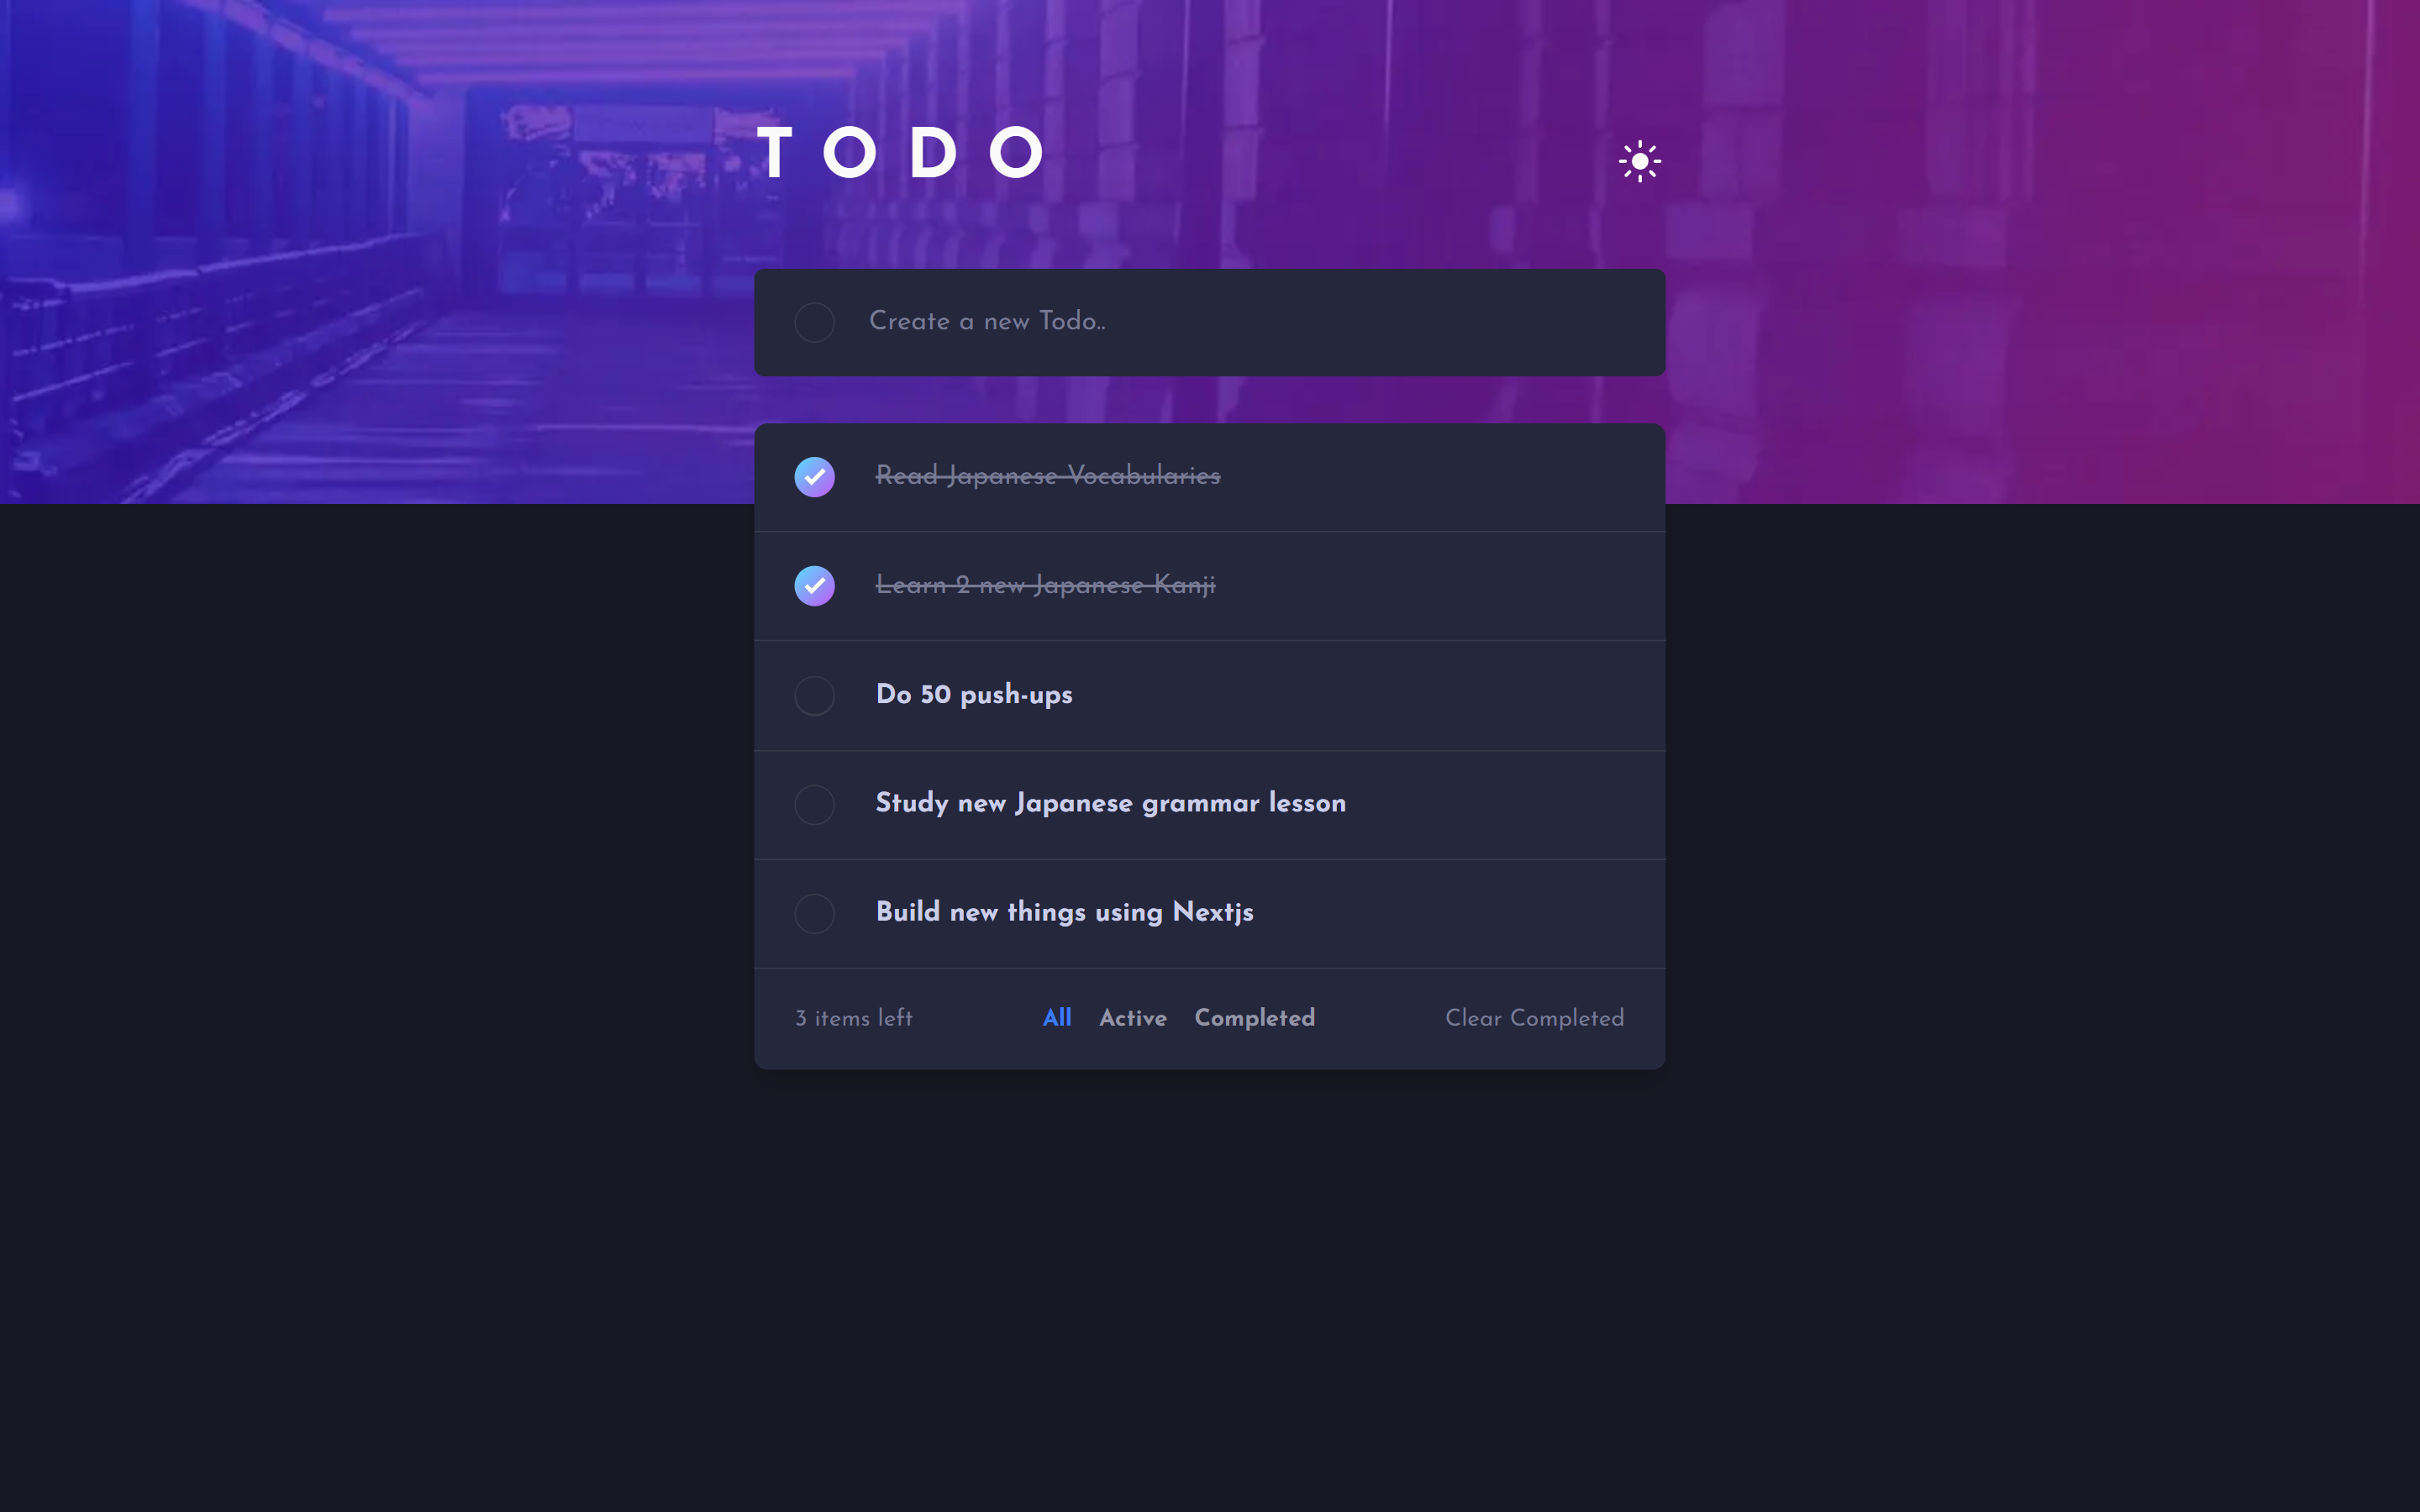 TODO
Create a new Todo..
Read Japanese Vocabularies
Learn 2 new Japanese Kanji
Do 50 push-ups
Study new Japanese grammar lesson
Build new things using Nextjs
3 items left All Active Completed Clear Completed